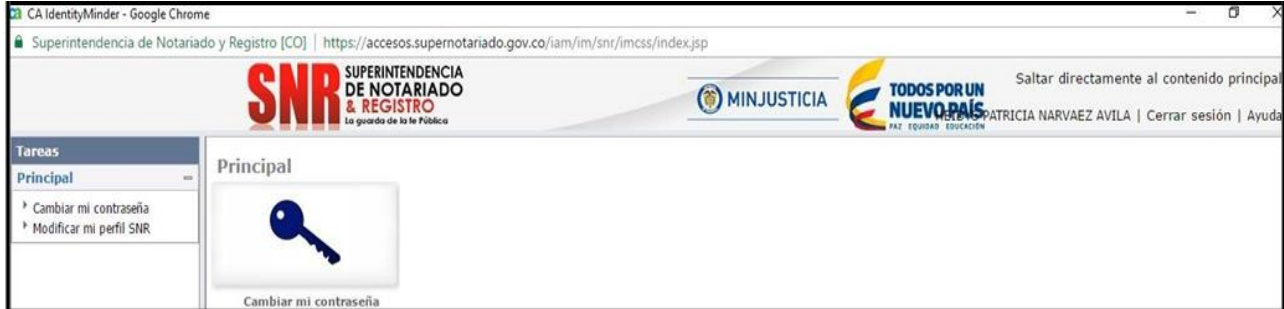 CA IdentityMinder - Google Chrome
Superintendencia de Notariado y Registro [CO] | https://accesos.supernotariado.gov.co/iam/im/snr/imcss/index.jsp
SNR SUPERINTENDENCIA
DE NOTARIADO
& REGISTRO
La guarda de la fe Pública
MINJUSTICIA
TODOS POR UN
NUEVO PAÍS
PAZ EQUIDAD EDUCACIÓN
Saltar directamente al contenido principal
PATRICIA NARVAEZ AVILA | Cerrar sesión | Ayuda
Tareas
Principal
Cambiar mi contraseña
Modificar mi perfil SNR
Principal
Cambiar mi contraseña